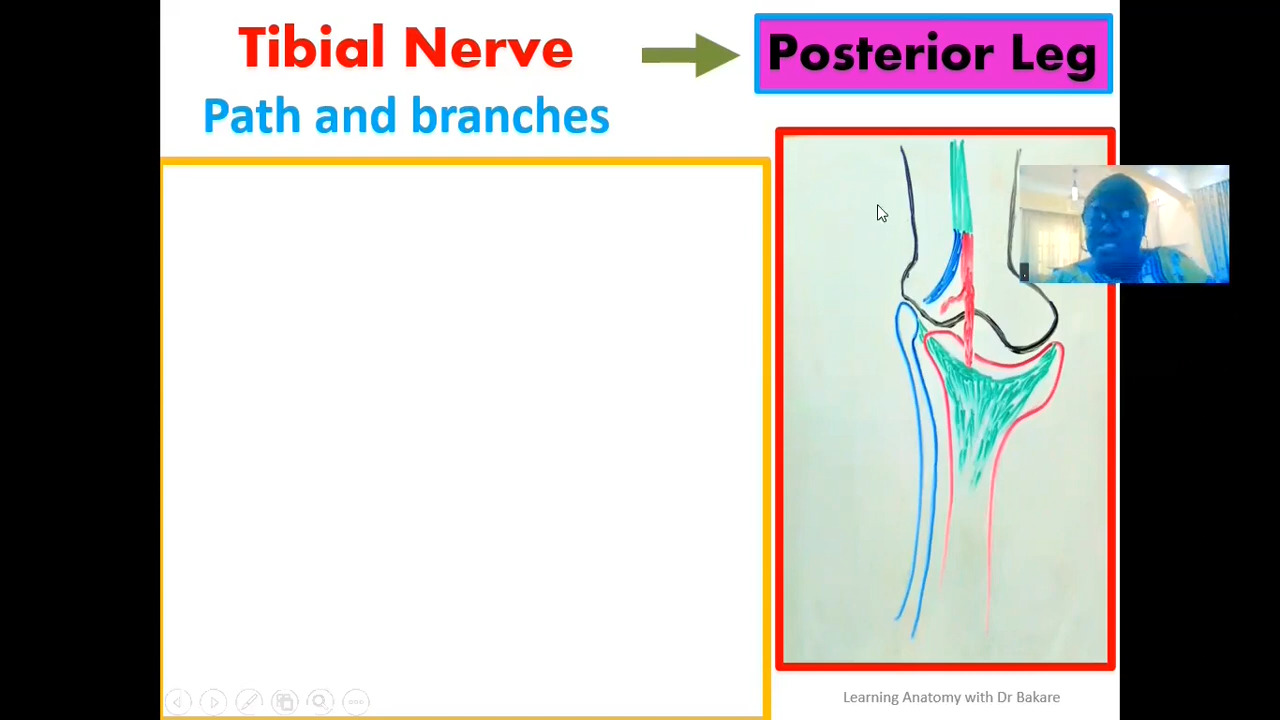 Tibial Nerve
Posterior Leg
Path and branches
Learning Anatomy with Dr Bakare